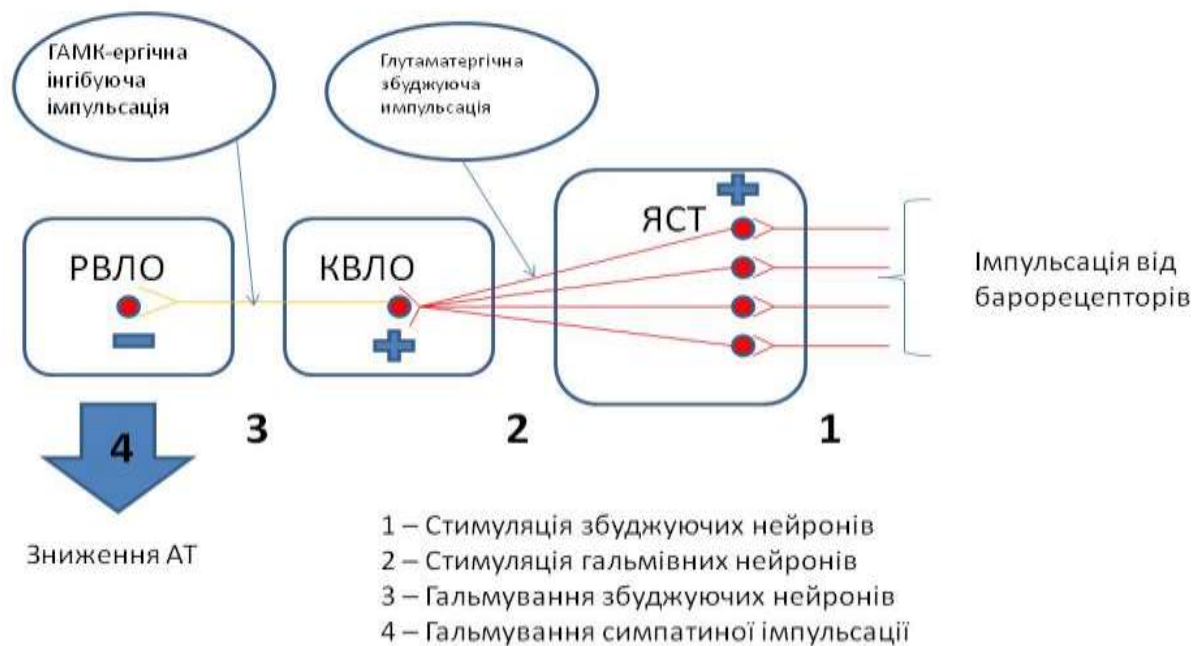 ГАМК-ергічна
інгібуюча
імпульсація
Глутаматергічна
збуджуюча
импульсація
РВЛО
КВЛО
ЯСТ
Імпульсація від
барорецепторів
4
3
2
1
Зниження АТ
1 – Стимуляція збуджуючих нейронів
2 – Стимуляція гальмівних нейронів
3 – Гальмування збуджуючих нейронів
4 – Гальмування симпатиної імпульсації